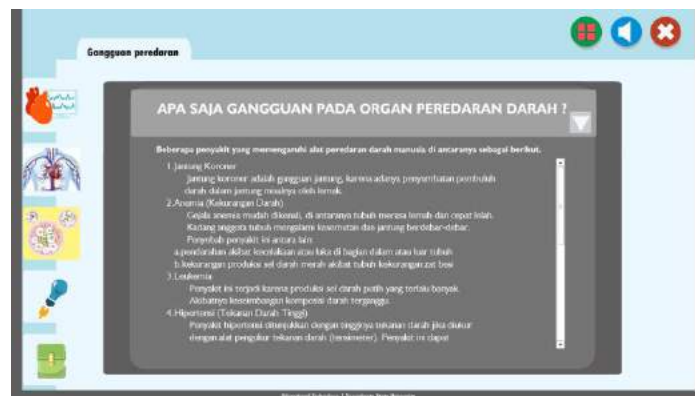 Gangguan peredaran
APA SAJA GANGGUAN PADA ORGAN PEREDARAN DARAH ?
Beberapa penyakit yang memengaruhi alat peredaran darah manusia di antaranya sebagai berikut.
1.Jantung Koroner
Jantung koroner adalah gangguan jantung, karena adanya penyumbatan pembuluh
darah dalam jantung misalnya oleh lemak.
2.Anemia (Kekurangan Darah)
Gejala anemia mudah dikenali, di antaranya tubuh merasa lemah dan cepat lelah.
Kadang anggota tubuh mengalami kesemutan dan jantung berdebar-debar.
Penyebab penyakit ini antara lain
a.pendarahan akibat kecelakaan atau luka di bagian dalam atau luar tubuh
b.kekurangan produksi sel darah merah akibat tubuh kekurangan zat besi
3.Leukemia
Penyakit ini terjadi karena produksi sel darah putih yang terlalu banyak.
Akibatnya keseimbangan komposisi darah terganggu.
4.Hipertensi (Tekanan Darah Tinggi)
Penyakit hipertensi ditunjukkan dengan tingginya tekanan darah jika diukur
dengan alat pengukur tekanan darah (tensimeter). Penyakit ini dapat